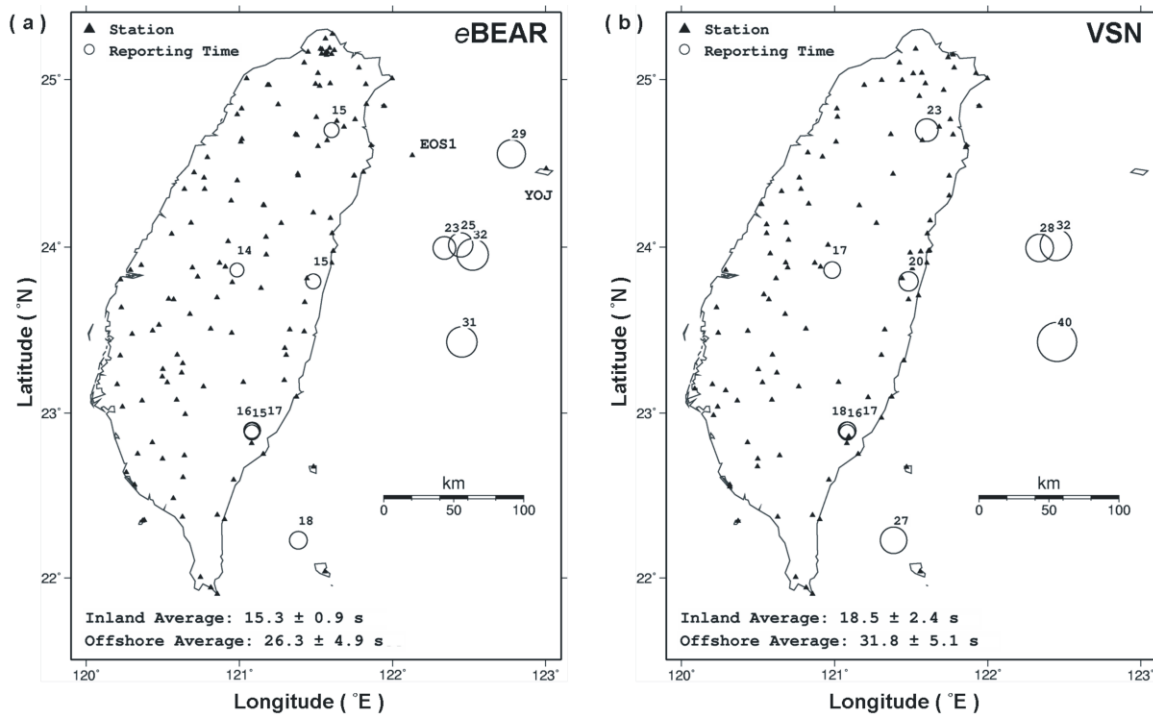 ( a )
▲ Station
○ Reporting Time
eBEAR
15
29
EOS1
YOJ
23 25
32
14
15
31
16 15 17
18
km
0 50 100
Inland Average: 15.3 ± 0.9 s
Offshore Average: 26.3 ± 4.9 s
25°
24°
23°
22°
Latitude ( °N )
120° 121° 122° 123°
Longitude ( °E )
( b )
▲ Station
○ Reporting Time
VSN
23
28 32
17
20
40
18 16 17
27
km
0 50 100
Inland Average: 18.5 ± 2.4 s
Offshore Average: 31.8 ± 5.1 s
25°
24°
23°
22°
Latitude ( °N )
120° 121° 122° 123°
Longitude ( °E )